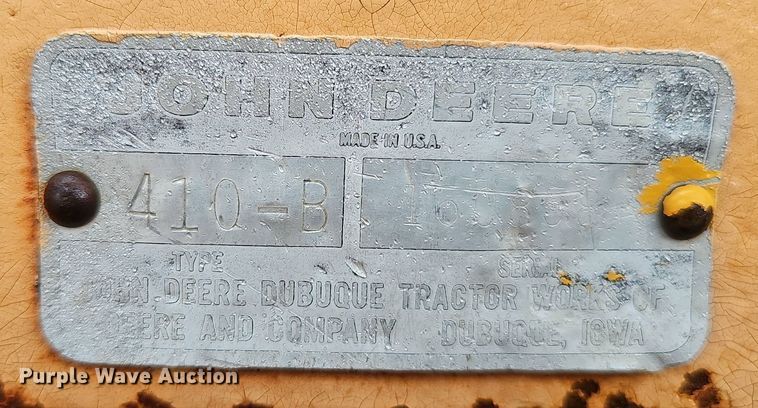 JOHN DEERE
MADE IN U.S.A.
410-B
TYPE SERIAL
JOHN DEERE DUBUQUE TRACTOR WORKS OF
DEERE AND COMPANY DUBUQUE, IOWA
Purple Wave Auction